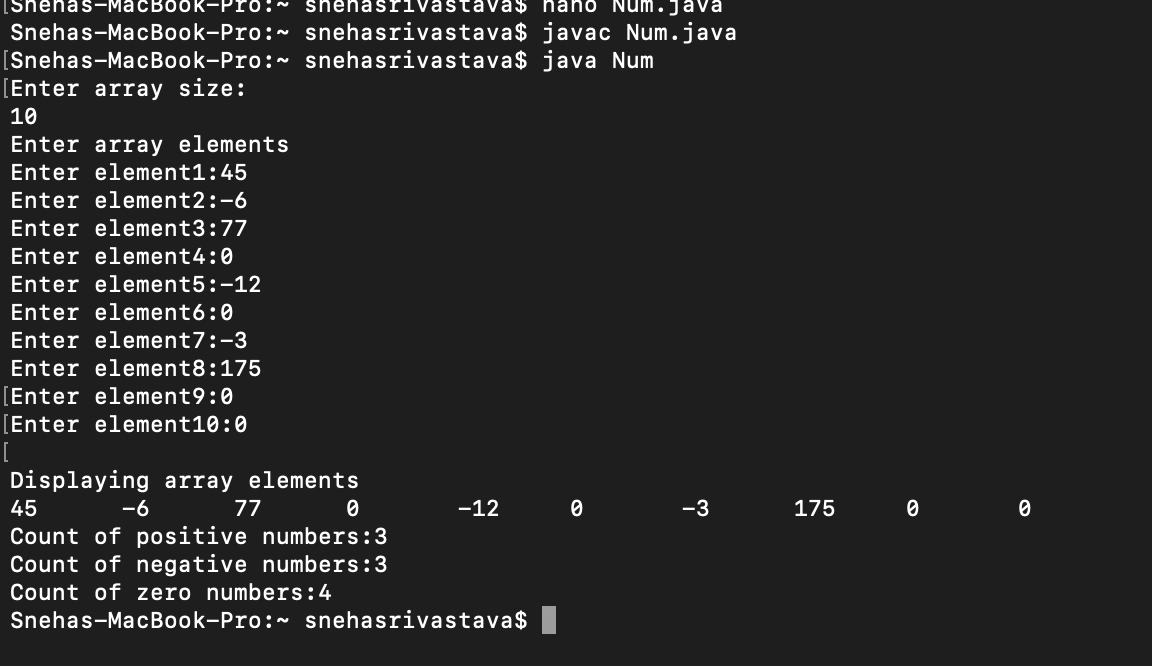 [Snehas-MacBook-Pro:~ snehasrivastava$ nano Num.java
Snehas-MacBook-Pro:~ snehasrivastava$ javac Num.java
[Snehas-MacBook-Pro:~ snehasrivastava$ java Num
[Enter array size:
10
Enter array elements
Enter element1:45
Enter element2:-6
Enter element3:77
Enter element4:0
Enter element5:-12
Enter element6:0
Enter element7:-3
Enter element8:175
[Enter element9:0
[Enter element10:0
[
Displaying array elements
45 -6 77 0 -12 0 -3 175 0 0
Count of positive numbers:3
Count of negative numbers:3
Count of zero numbers:4
Snehas-MacBook-Pro:~ snehasrivastava$